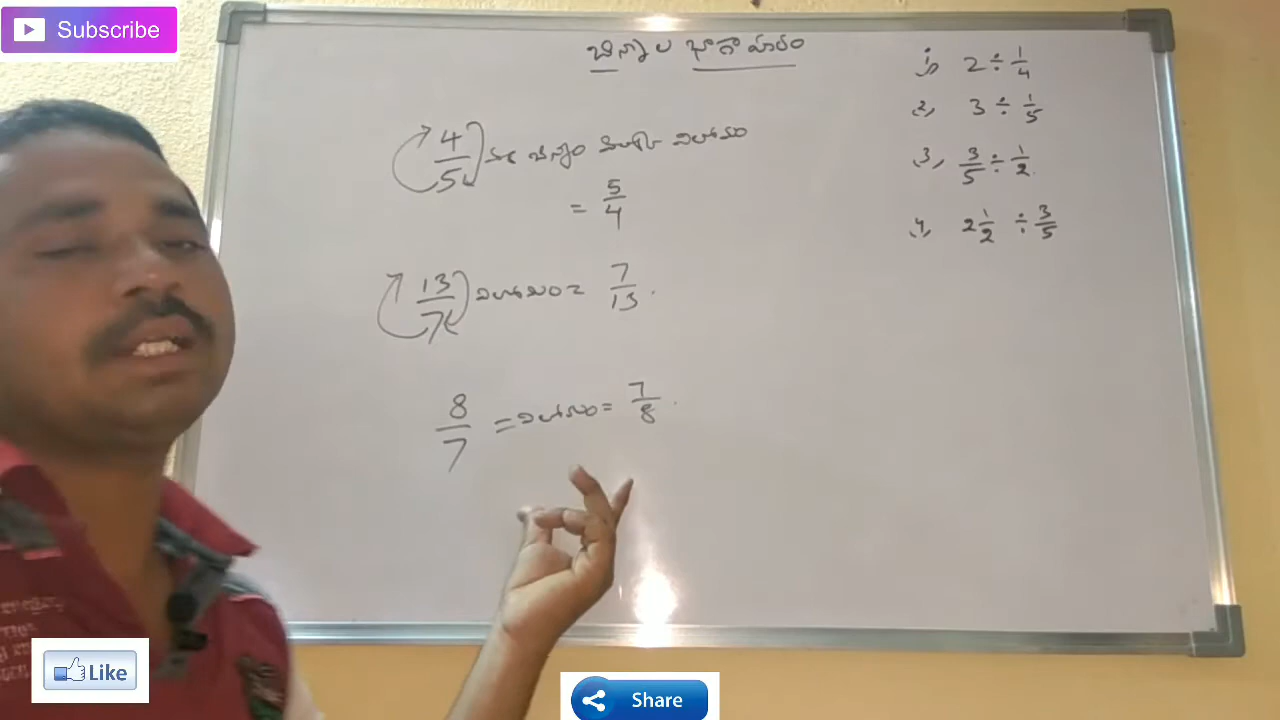 Subscribe
భిన్నాల భాగాహారం
4/5 యొక్క భిన్నం యొక్క విలోమం
= 5/4
13/7 విలోమం = 7/13.
8/7 = విలోమం = 7/8.
1, 2 ÷ 1/4
2, 3 ÷ 1/5
3, 3/5 ÷ 1/2.
4, 2 1/2 ÷ 3/5
Like
Share